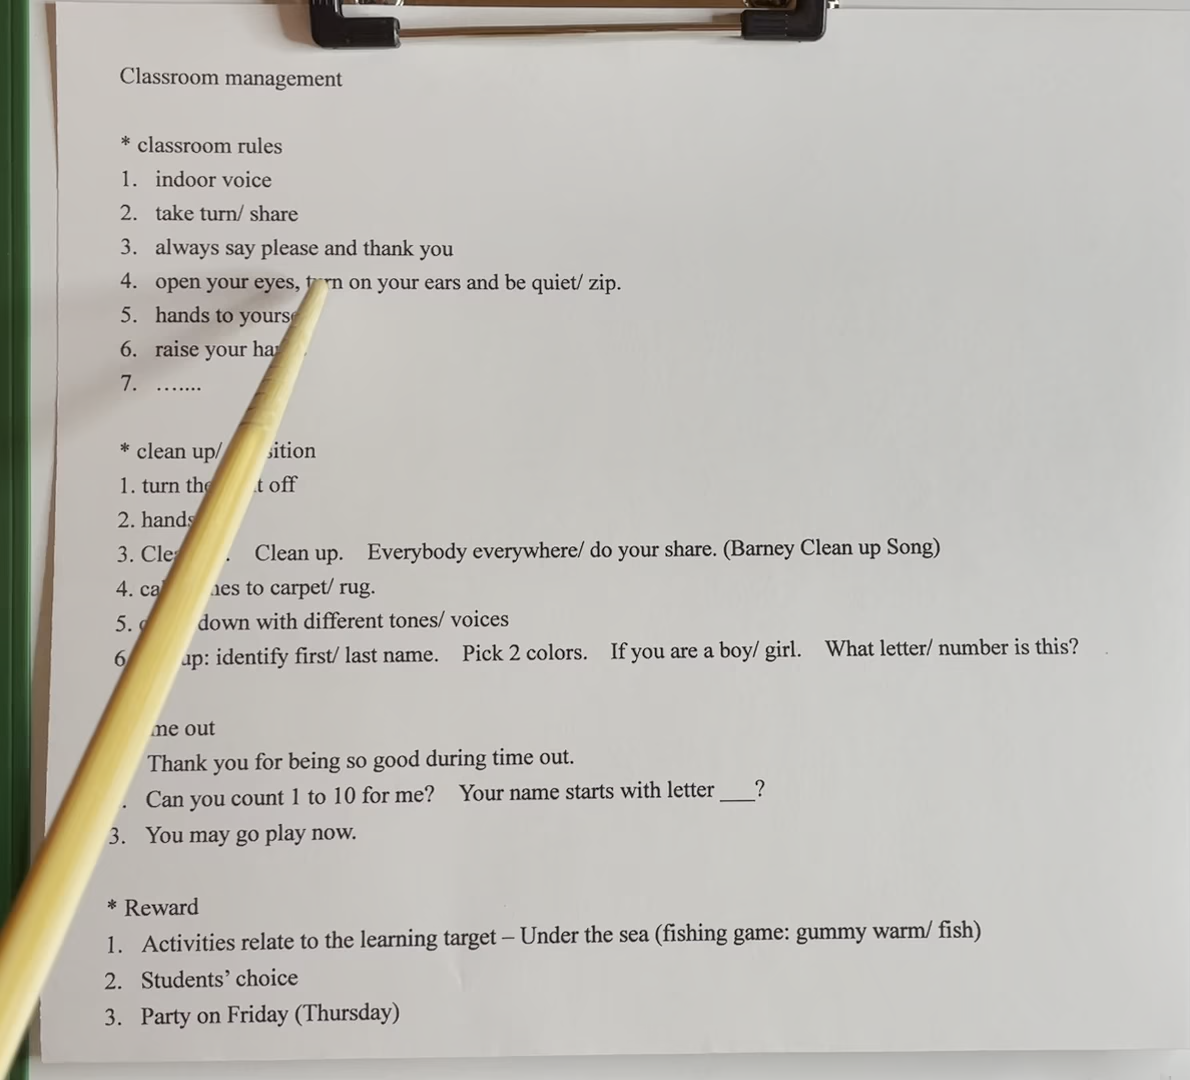 Classroom management
* classroom rules
1. indoor voice
2. take turn/ share
3. always say please and thank you
4. open your eyes, turn on your ears and be quiet/ zip.
5. hands to
6. raise your
7. .......
* clean up/
1. turn off
2. hands
3. Clean up. Everybody everywhere/ do your share. (Barney Clean up Song)
4. to carpet/ rug.
5. down with different tones/ voices
6 up: identify first/ last name. Pick 2 colors. If you are a boy/ girl. What letter/ number is this?
out
Thank you for being so good during time out.
Can you count 1 to 10 for me? Your name starts with letter ___?
3. You may go play now.
* Reward
1. Activities relate to the learning target – Under the sea (fishing game: gummy warm/ fish)
2. Students’ choice
3. Party on Friday (Thursday)